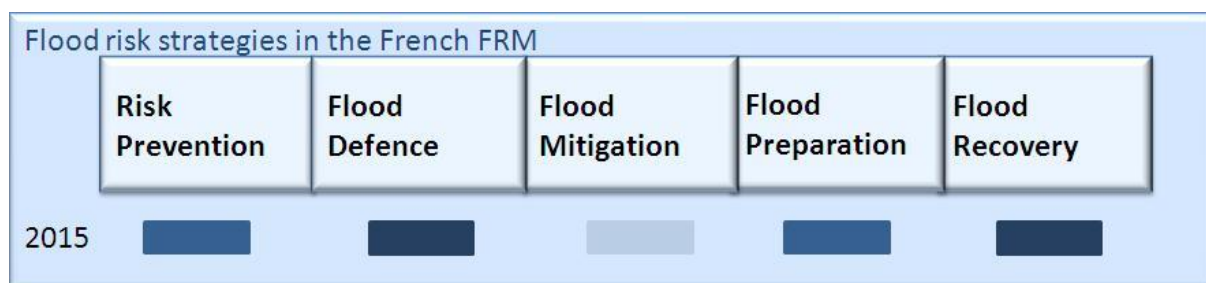 Flood risk strategies in the French FRM
Risk
Prevention
Flood
Defence
Flood
Mitigation
Flood
Preparation
Flood
Recovery
2015